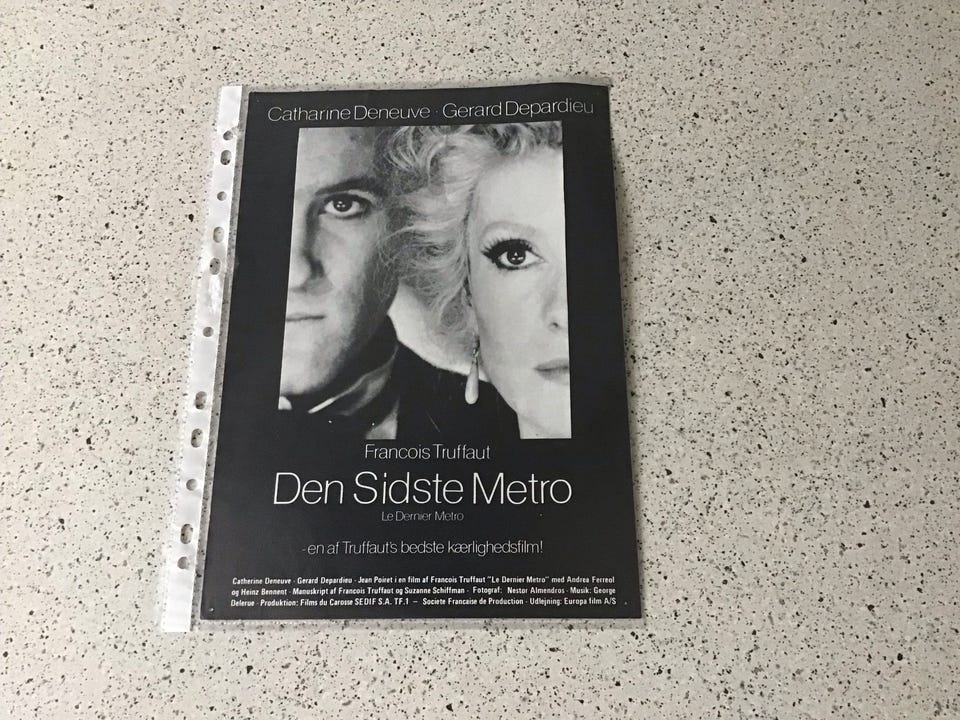 Catharine Deneuve · Gerard Depardieu
Francois Truffaut
Den Sidste Metro
Le Dernier Metro
- en af Truffaut's bedste kærlighedsfilm!
Catherine Deneuve · Gerard Depardieu · Jean Poiret i en film af Francois Truffaut "Le Dernier Metro" med Andrea Ferreol
og Heinz Bennent · Manuskript af Francois Truffaut og Suzanne Schiffman · Fotograf: Nestor Almendros · Musik: George
Delerue · Produktion: Films du Carosse SEDIF S.A. TF.1 – Societe Francaise de Production · Udlejning: Europa film A/S